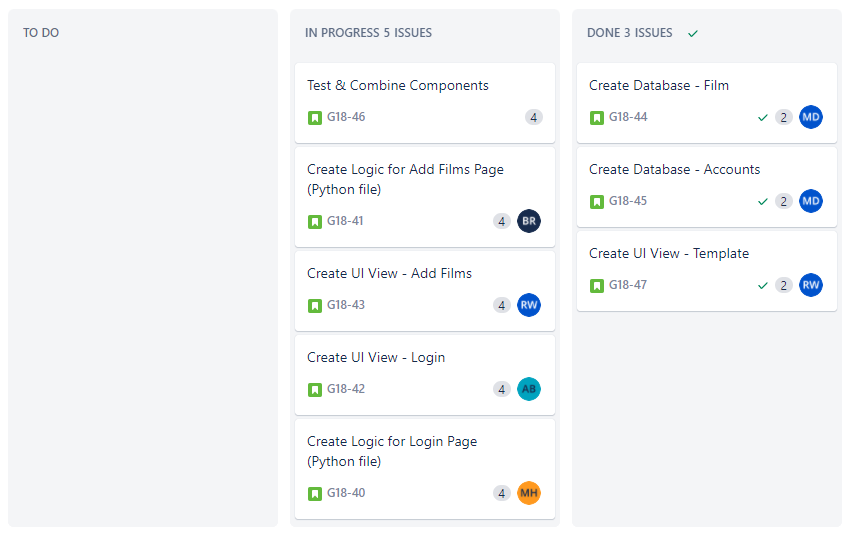 TO DO
IN PROGRESS 5 ISSUES
Test & Combine Components
G18-46
4
Create Logic for Add Films Page
(Python file)
G18-41
4
BR
Create UI View - Add Films
G18-43
4
RW
Create UI View - Login
G18-42
4
AB
Create Logic for Login Page
(Python file)
G18-40
4
MH
DONE 3 ISSUES
Create Database - Film
G18-44
2
MD
Create Database - Accounts
G18-45
2
MD
Create UI View - Template
G18-47
2
RW